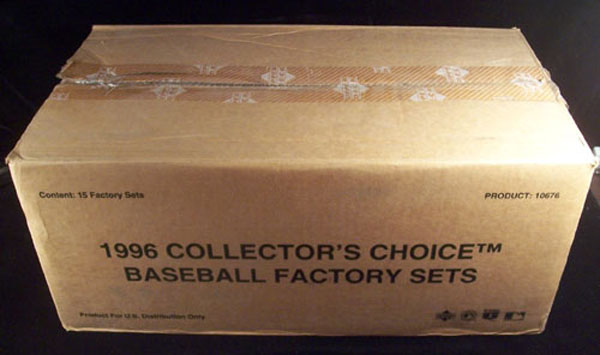 Content: 15 Factory Sets
PRODUCT: 10676
1996 COLLECTOR'S CHOICE™
BASEBALL FACTORY SETS
Product For U.S. Distribution Only